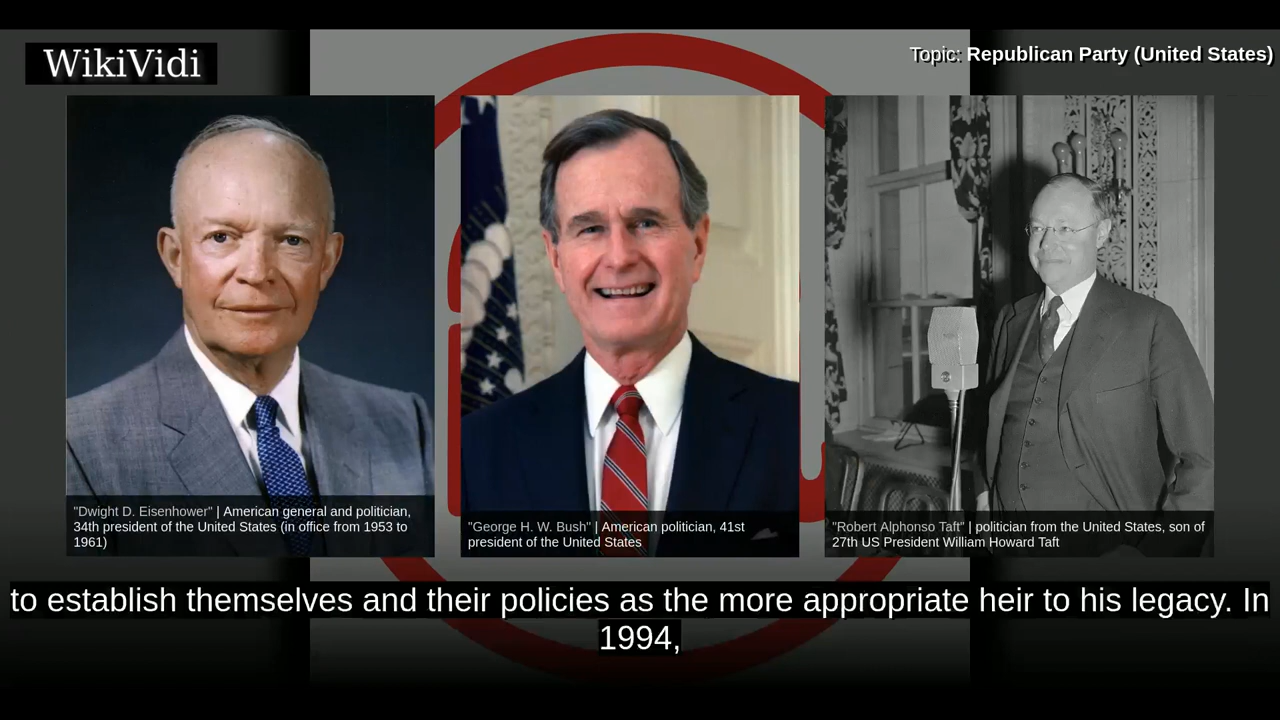 WikiVidi
Topic: Republican Party (United States)
"Dwight D. Eisenhower" | American general and politician,
34th president of the United States (in office from 1953 to
1961)
"George H. W. Bush" | American politician, 41st
president of the United States
"Robert Alphonso Taft" | politician from the United States, son of
27th US President William Howard Taft
to establish themselves and their policies as the more appropriate heir to his legacy. In
1994,